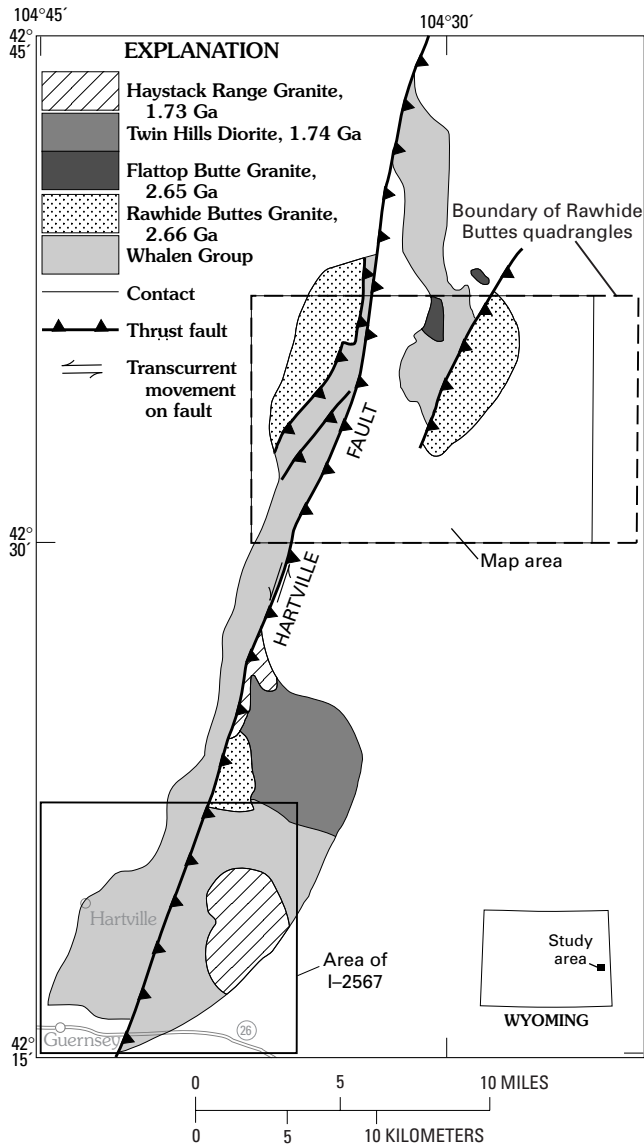 104°45´
104°30´
42°
45´
EXPLANATION
Haystack Range Granite,
1.73 Ga
Twin Hills Diorite, 1.74 Ga
Flattop Butte Granite,
2.65 Ga
Rawhide Buttes Granite,
2.66 Ga
Whalen Group
Contact
Thrust fault
Transcurrent
movement
on fault
Boundary of Rawhide
Buttes quadrangles
FAULT
42°
30´
Map area
HARTVILLE
Hartville
Area of
I–2567
Study
area
WYOMING
Guernsey
26
42°
15´
0 5 10 MILES
0 5 10 KILOMETERS